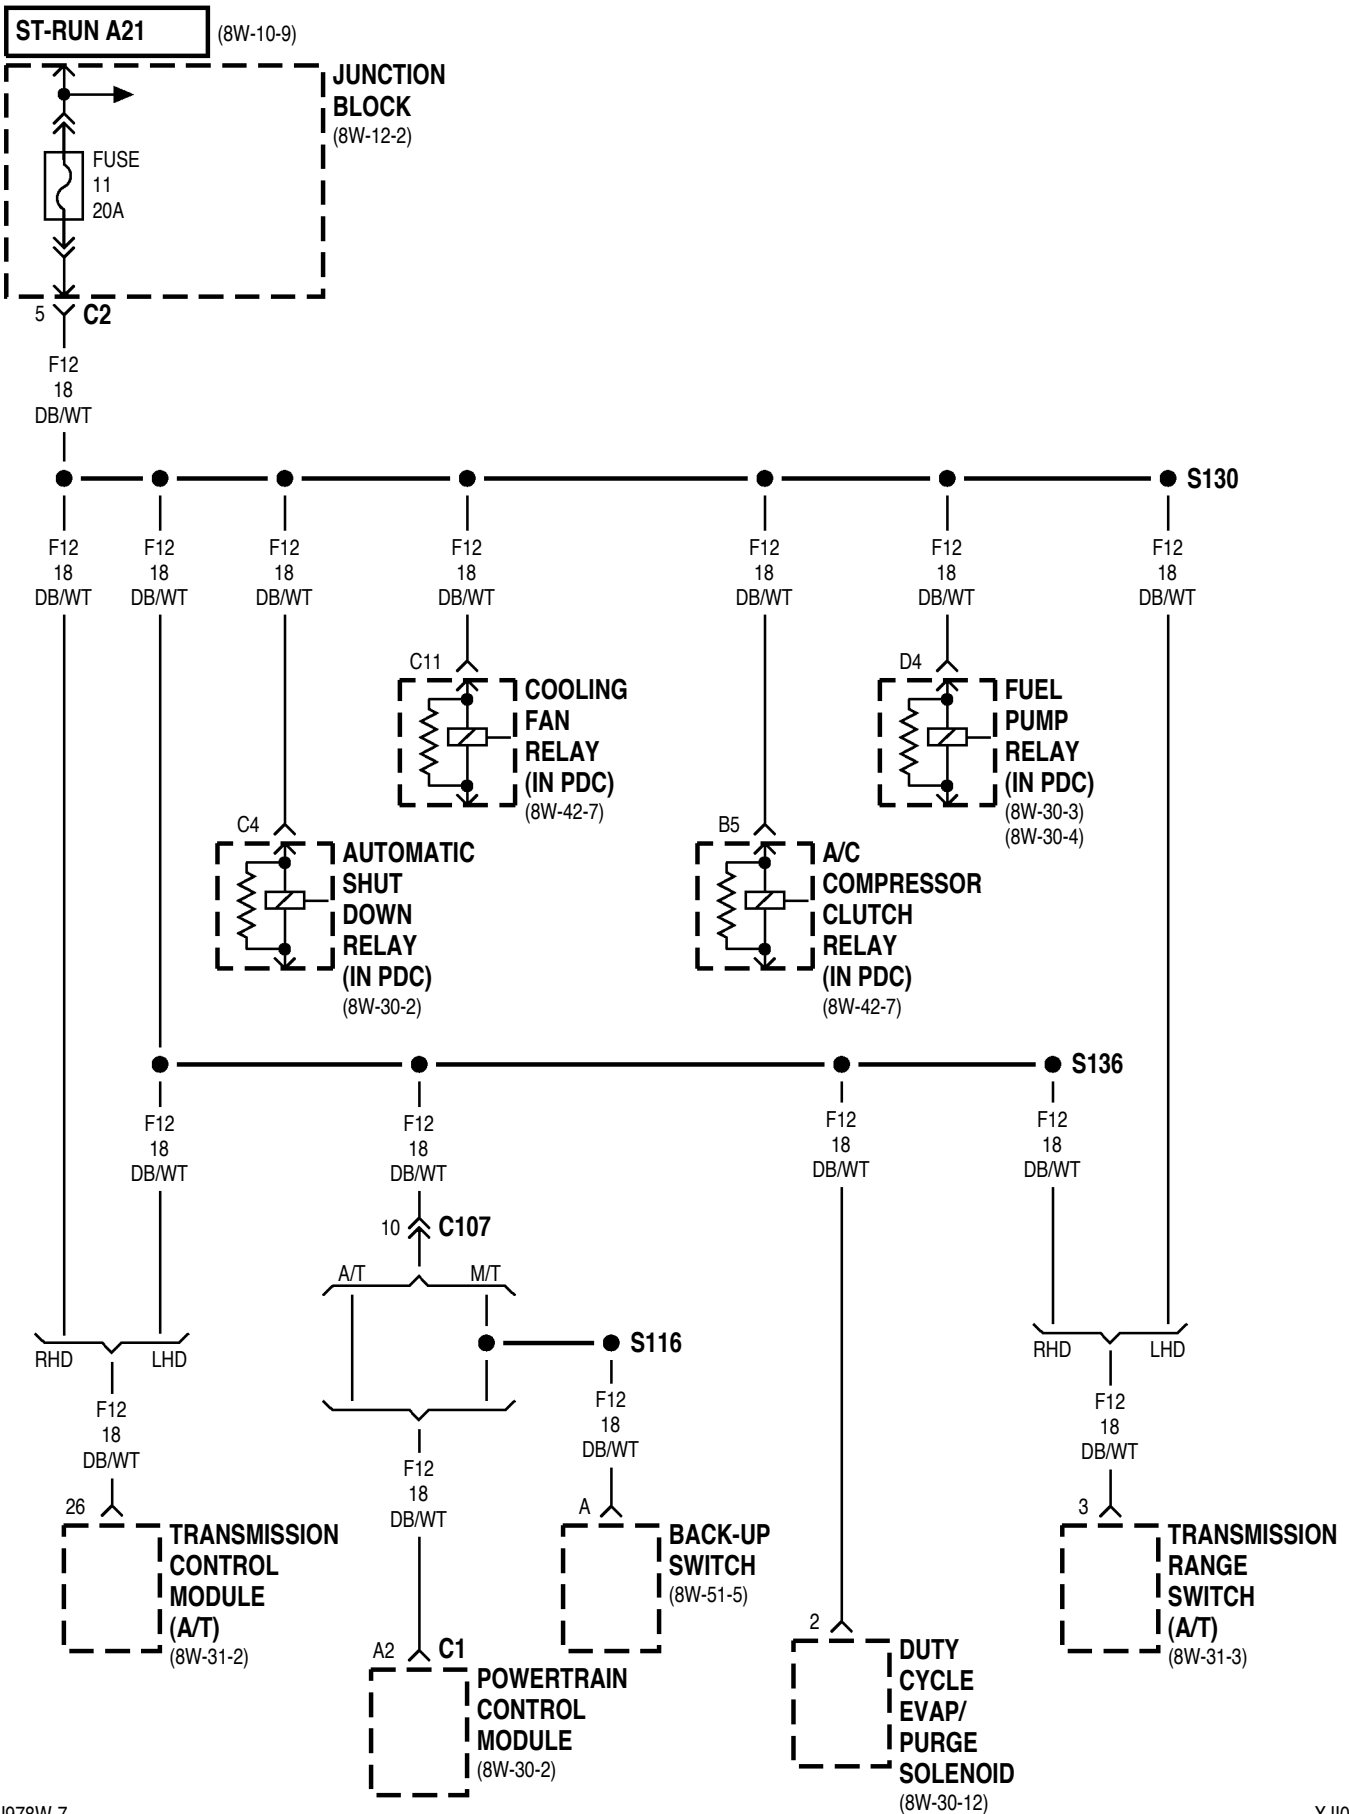 ST-RUN A21
(8W-10-9)
JUNCTION
BLOCK
(8W-12-2)
FUSE
11
20A
5
C2
F12
18
DB/WT
S130
F12
18
DB/WT
F12
18
DB/WT
F12
18
DB/WT
F12
18
DB/WT
F12
18
DB/WT
F12
18
DB/WT
F12
18
DB/WT
C11
COOLING
FAN
RELAY
(IN PDC)
(8W-42-7)
D4
FUEL
PUMP
RELAY
(IN PDC)
(8W-30-3)
(8W-30-4)
C4
AUTOMATIC
SHUT
DOWN
RELAY
(IN PDC)
(8W-30-2)
B5
A/C
COMPRESSOR
CLUTCH
RELAY
(IN PDC)
(8W-42-7)
S136
F12
18
DB/WT
F12
18
DB/WT
F12
18
DB/WT
F12
18
DB/WT
10
C107
A/T
M/T
S116
RHD
LHD
RHD
LHD
F12
18
DB/WT
F12
18
DB/WT
F12
18
DB/WT
F12
18
DB/WT
26
TRANSMISSION
CONTROL
MODULE
(A/T)
(8W-31-2)
A2
C1
POWERTRAIN
CONTROL
MODULE
(8W-30-2)
A
BACK-UP
SWITCH
(8W-51-5)
2
DUTY
CYCLE
EVAP/
PURGE
SOLENOID
(8W-30-12)
3
TRANSMISSION
RANGE
SWITCH
(A/T)
(8W-31-3)